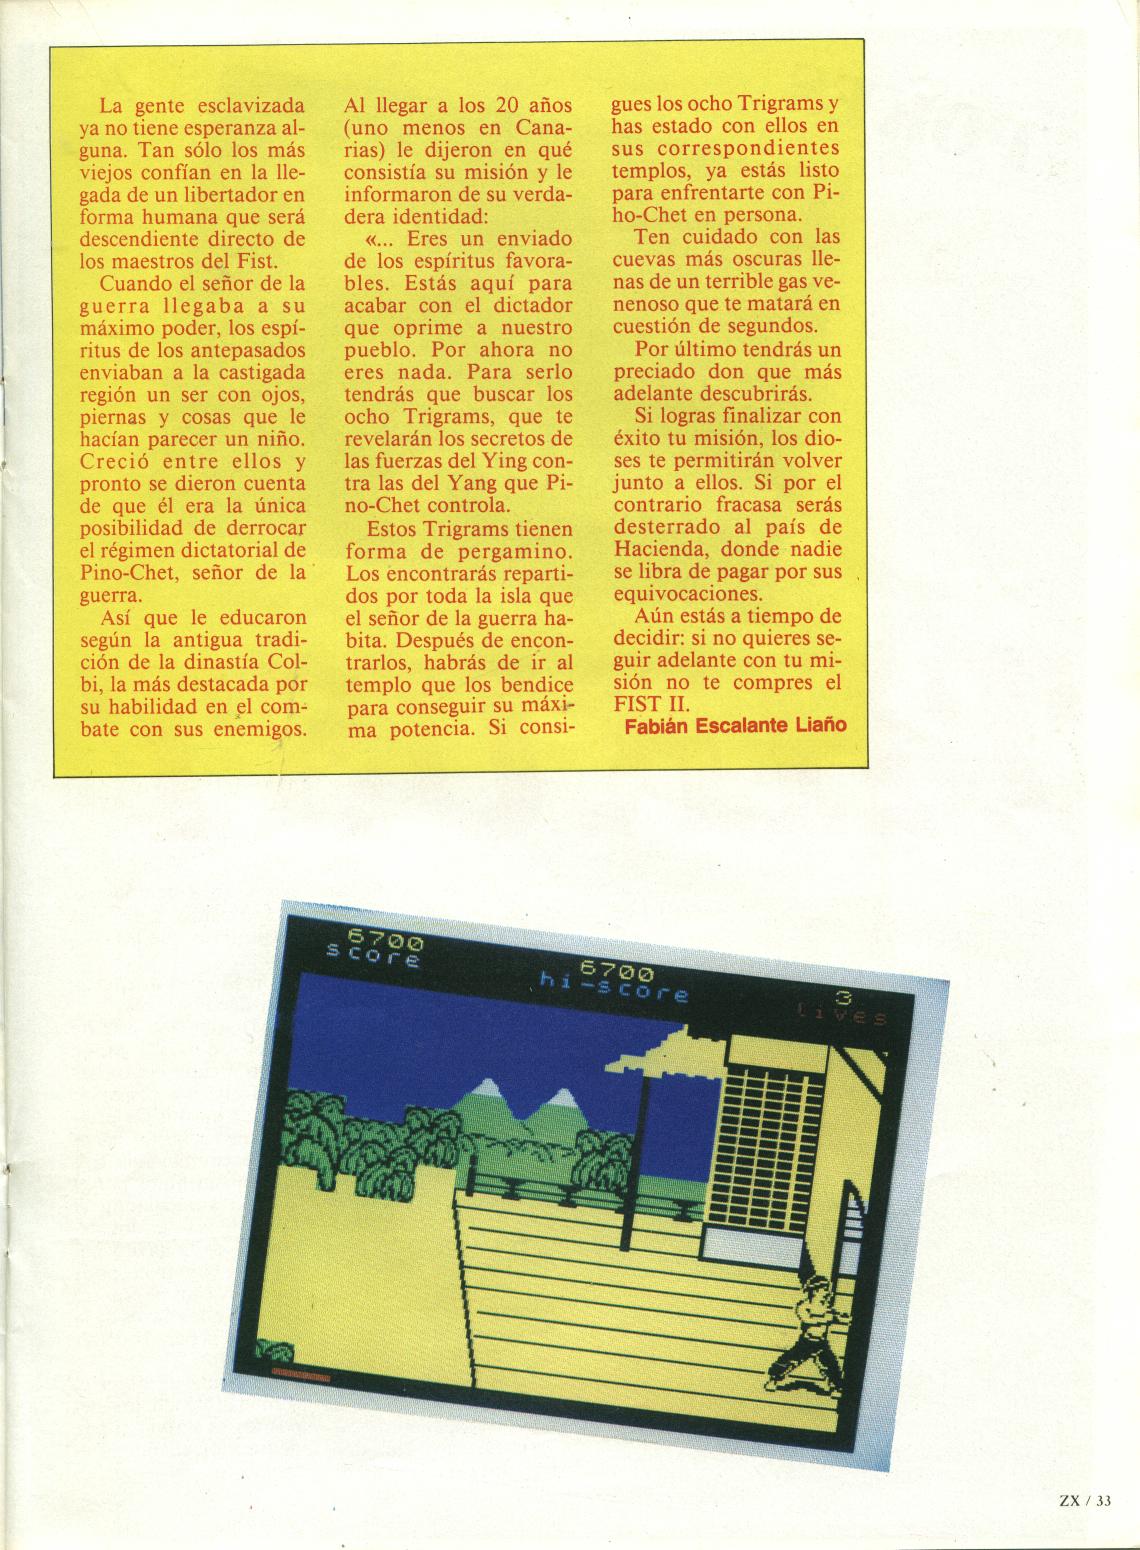 La gente esclavizada
ya no tiene esperanza al-
guna. Tan sólo los más
viejos confían en la lle-
gada de un libertador en
forma humana que será
descendiente directo de
los maestros del Fist.
Cuando el señor de la
guerra llegaba a su
máximo poder, los espí-
ritus de los antepasados
enviaban a la castigada
región un ser con ojos,
piernas y cosas que le
hacían parecer un niño.
Creció entre ellos y
pronto se dieron cuenta
de que él era la única
posibilidad de derrocar
el régimen dictatorial de
Pino-Chet, señor de la
guerra.
Así que le educaron
según la antigua tradi-
ción de la dinastía Col-
bi, la más destacada por
su habilidad en el com-
bate con sus enemigos.
Al llegar a los 20 años
(uno menos en Cana-
rias) le dijeron en qué
consistía su misión y le
informaron de su verda-
dera identidad:
«... Eres un enviado
de los espíritus favora-
bles. Estás aquí para
acabar con el dictador
que oprime a nuestro
pueblo. Por ahora no
eres nada. Para serlo
tendrás que buscar los
ocho Trigrams, que te
revelarán los secretos de
las fuerzas del Ying con-
tra las del Yang que Pi-
no-Chet controla.
Estos Trigrams tienen
forma de pergamino.
Los encontrarás reparti-
dos por toda la isla que
el señor de la guerra ha-
bita. Después de encon-
trarlos, habrás de ir al
templo que los bendice
para conseguir su máxi-
ma potencia. Si consi-
gues los ocho Trigrams y
has estado con ellos en
sus correspondientes
templos, ya estás listo
para enfrentarte con Pi-
ho-Chet en persona.
Ten cuidado con las
cuevas más oscuras lle-
nas de un terrible gas ve-
nenoso que te matará en
cuestión de segundos.
Por último tendrás un
preciado don que más
adelante descubrirás.
Si logras finalizar con
éxito tu misión, los dio-
ses te permitirán volver
junto a ellos. Si por el
contrario fracasa serás
desterrado al país de
Hacienda, donde nadie
se libra de pagar por sus
equivocaciones.
Aún estás a tiempo de
decidir: si no quieres se-
guir adelante con tu mi-
sión no te compres el
FIST II.
Fabián Escalante Liaño
6700
score
6700
hi-score
3
lives
ZX / 33